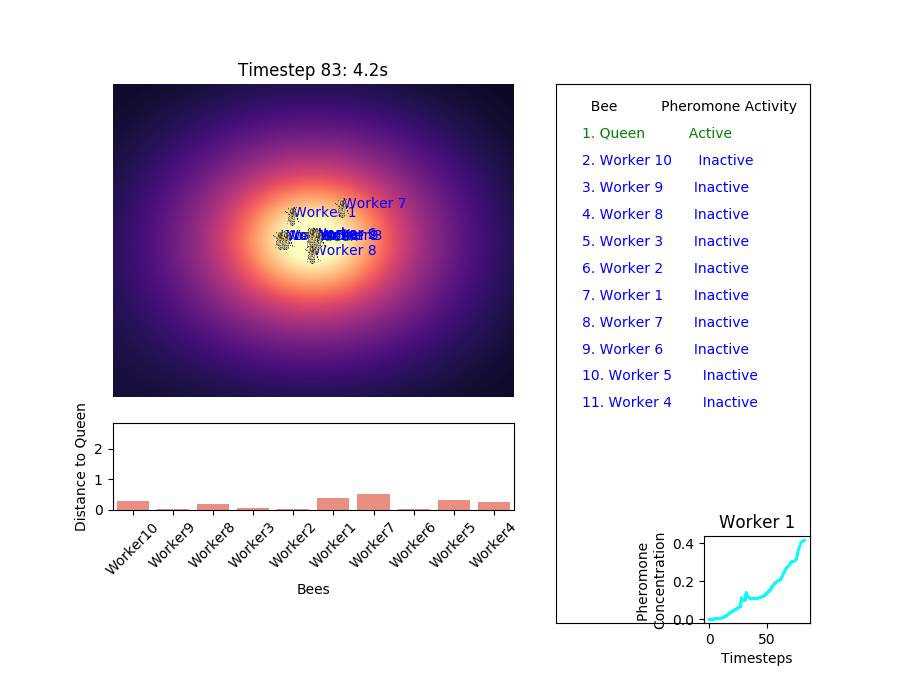 Timestep 83: 4.2s
Worker 7
Worker 1
Worker 8
Distance to Queen
2
1
0
Worker10
Worker9
Worker8
Worker3
Worker2
Worker1
Worker7
Worker6
Worker5
Worker4
Bees
Bee Pheromone Activity
1. Queen Active
2. Worker 10 Inactive
3. Worker 9 Inactive
4. Worker 8 Inactive
5. Worker 3 Inactive
6. Worker 2 Inactive
7. Worker 1 Inactive
8. Worker 7 Inactive
9. Worker 6 Inactive
10. Worker 5 Inactive
11. Worker 4 Inactive
Worker 1
Pheromone
Concentration
0.4
0.2
0.0
0 50
Timesteps